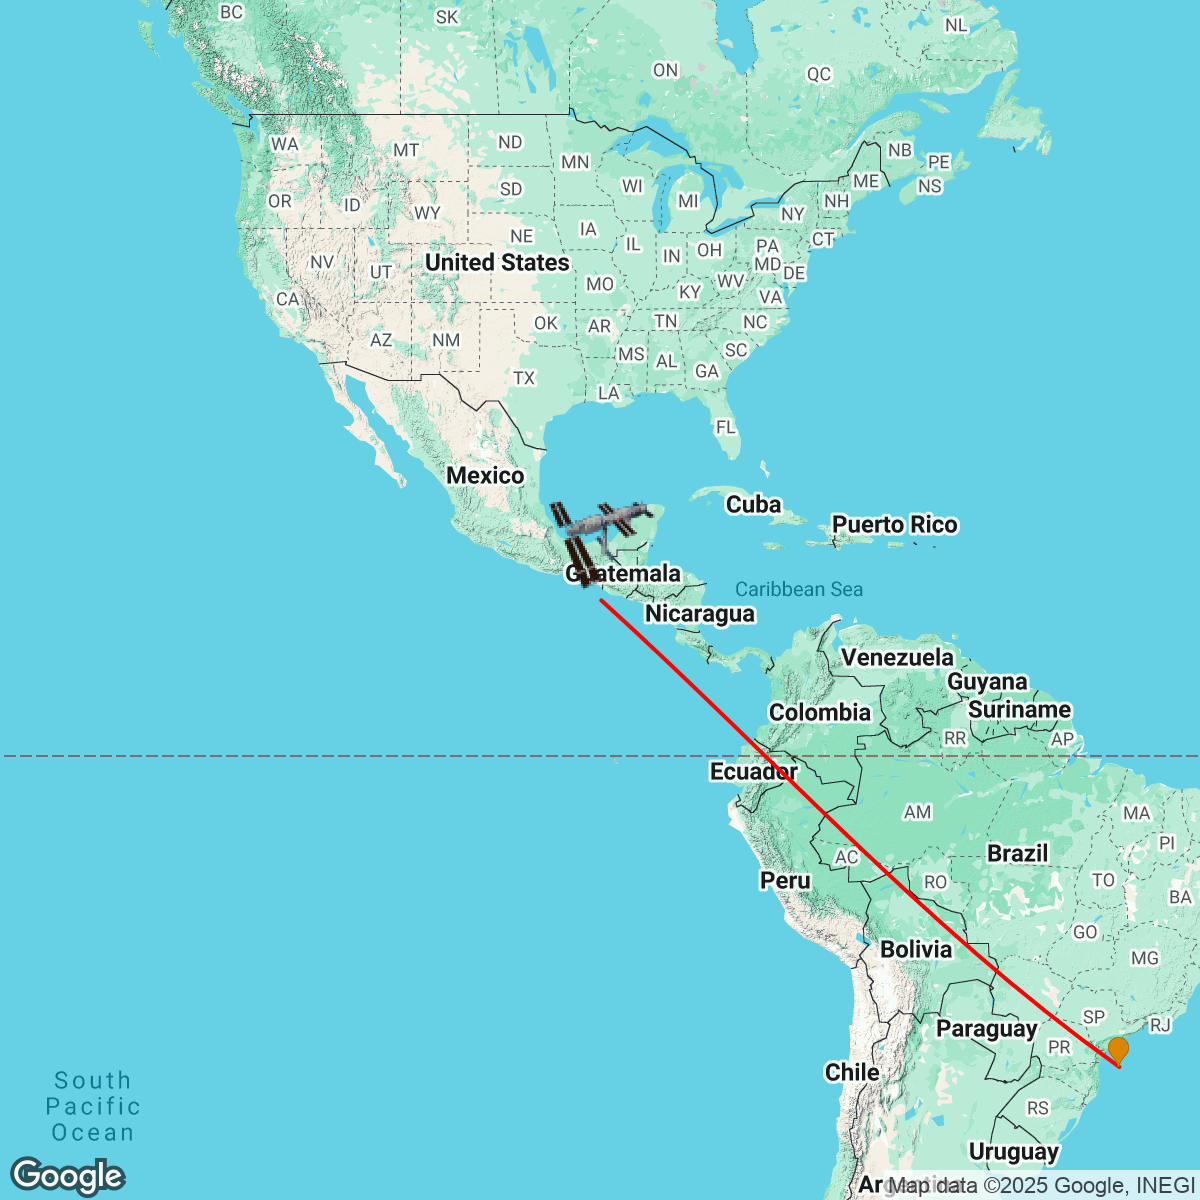 BC
SK
NL
ON
QC
WA
MT
ND
MN
NB
PE
OR
ID
SD
WI
MI
ME
NS
WY
NY
NH
NE
IA
IL
IN
OH
PA
CT
NV
UT
United States
MO
WV
MD
DE
CA
KY
VA
AZ
NM
OK
AR
TN
NC
MS
AL
SC
TX
LA
GA
FL
Mexico
Cuba
Puerto Rico
Guatemala
Caribbean Sea
Nicaragua
Venezuela
Guyana
Colombia
Suriname
RR
AP
Ecuador
AM
MA
AC
Brazil
PI
Peru
RO
TO
BA
Bolivia
GO
MG
Paraguay
SP
RJ
Chile
PR
South
Pacific
Ocean
RS
Uruguay
Argentina
Google
Map data ©2025 Google, INEGI